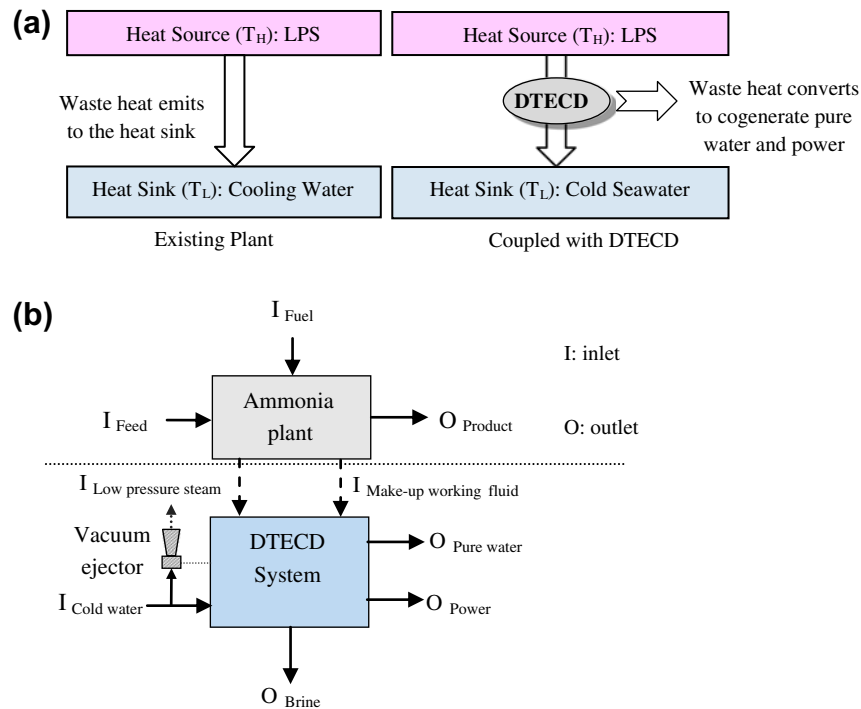 (a)
Heat Source (TH): LPS
Heat Source (TH): LPS
Waste heat emits
to the heat sink
DTECD
Waste heat converts
to cogenerate pure
water and power
Heat Sink (TL): Cooling Water
Heat Sink (TL): Cold Seawater
Existing Plant
Coupled with DTECD
(b)
I Fuel
I: inlet
Ammonia
plant
I Feed
O Product
O: outlet
I Low pressure steam
I Make-up working fluid
Vacuum
ejector
DTECD
System
O Pure water
I Cold water
O Power
O Brine